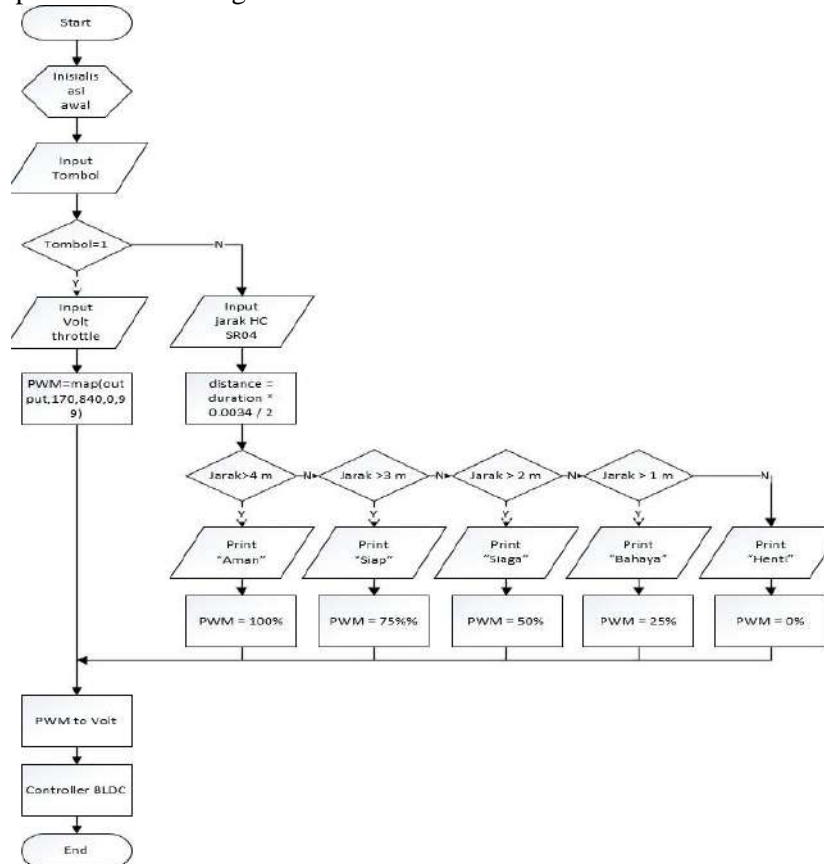 Start
Inisialis
asi
awal
Input
Tombol
Tombol=1
N
Y
Input
Volt
throttle
Input
jarak HC
SR04
PWM=map(out
put,170,840,0,9
9)
distance =
duration *
0.0034 / 2
Jarak>4 m
N
Jarak >3 m
N
Jarak > 2 m
N
Jarak > 1 m
N
Y
Y
Y
Y
Print
"Aman"
Print
"Siap"
Print
"Siaga"
Print
"Bahaya"
Print
"Henti"
PWM = 100%
PWM = 75%%
PWM = 50%
PWM = 25%
PWM = 0%
PWM to Volt
Controller BLDC
End